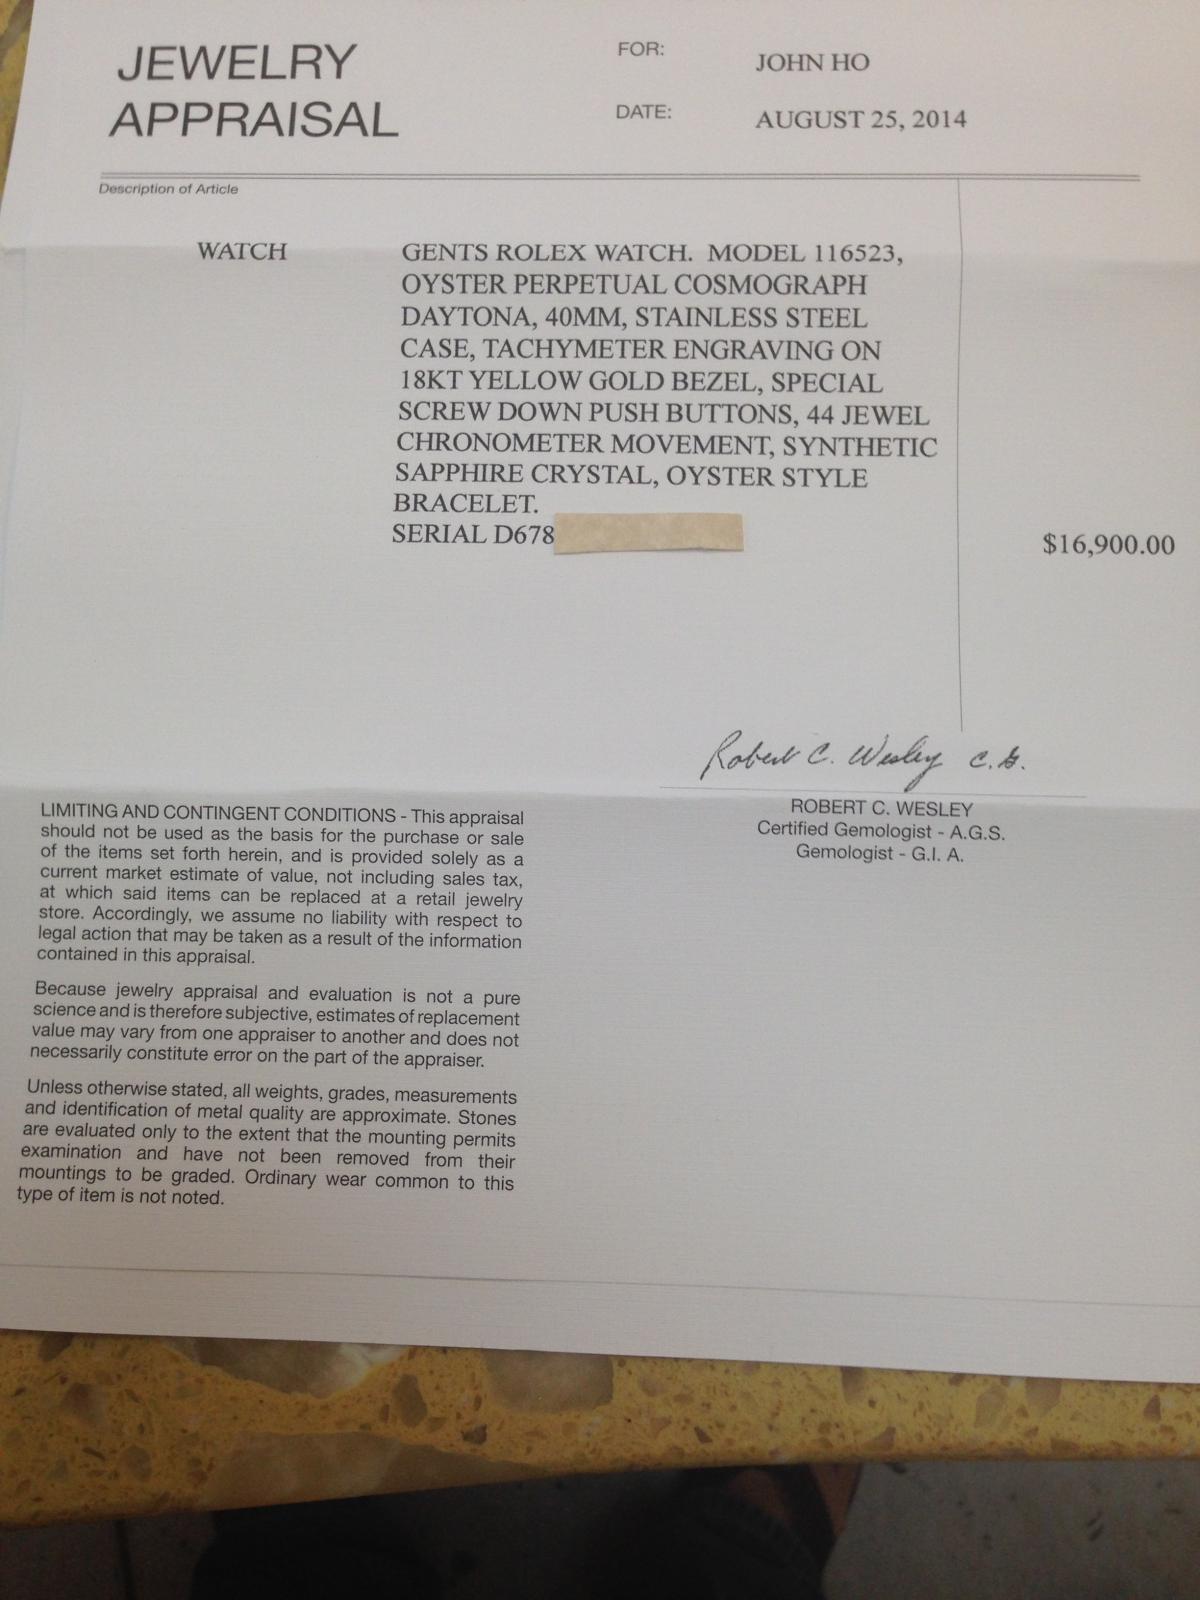 JEWELRY
APPRAISAL
FOR:
JOHN HO
DATE:
AUGUST 25, 2014
Description of Article
WATCH
GENTS ROLEX WATCH. MODEL 116523,
OYSTER PERPETUAL COSMOGRAPH
DAYTONA, 40MM, STAINLESS STEEL
CASE, TACHYMETER ENGRAVING ON
18KT YELLOW GOLD BEZEL, SPECIAL
SCREW DOWN PUSH BUTTONS, 44 JEWEL
CHRONOMETER MOVEMENT, SYNTHETIC
SAPPHIRE CRYSTAL, OYSTER STYLE
BRACELET.
SERIAL D678
$16,900.00
Robert C. Wesley C.G.
ROBERT C. WESLEY
Certified Gemologist - A.G.S.
Gemologist - G.I. A.
LIMITING AND CONTINGENT CONDITIONS - This appraisal
should not be used as the basis for the purchase or sale
of the items set forth herein, and is provided solely as a
current market estimate of value, not including sales tax,
at which said items can be replaced at a retail jewelry
store. Accordingly, we assume no liability with respect to
legal action that may be taken as a result of the information
contained in this appraisal.
Because jewelry appraisal and evaluation is not a pure
science and is therefore subjective, estimates of replacement
value may vary from one appraiser to another and does not
necessarily constitute error on the part of the appraiser.
Unless otherwise stated, all weights, grades, measurements
and identification of metal quality are approximate. Stones
are evaluated only to the extent that the mounting permits
examination and have not been removed from their
mountings to be graded. Ordinary wear common to this
type of item is not noted.